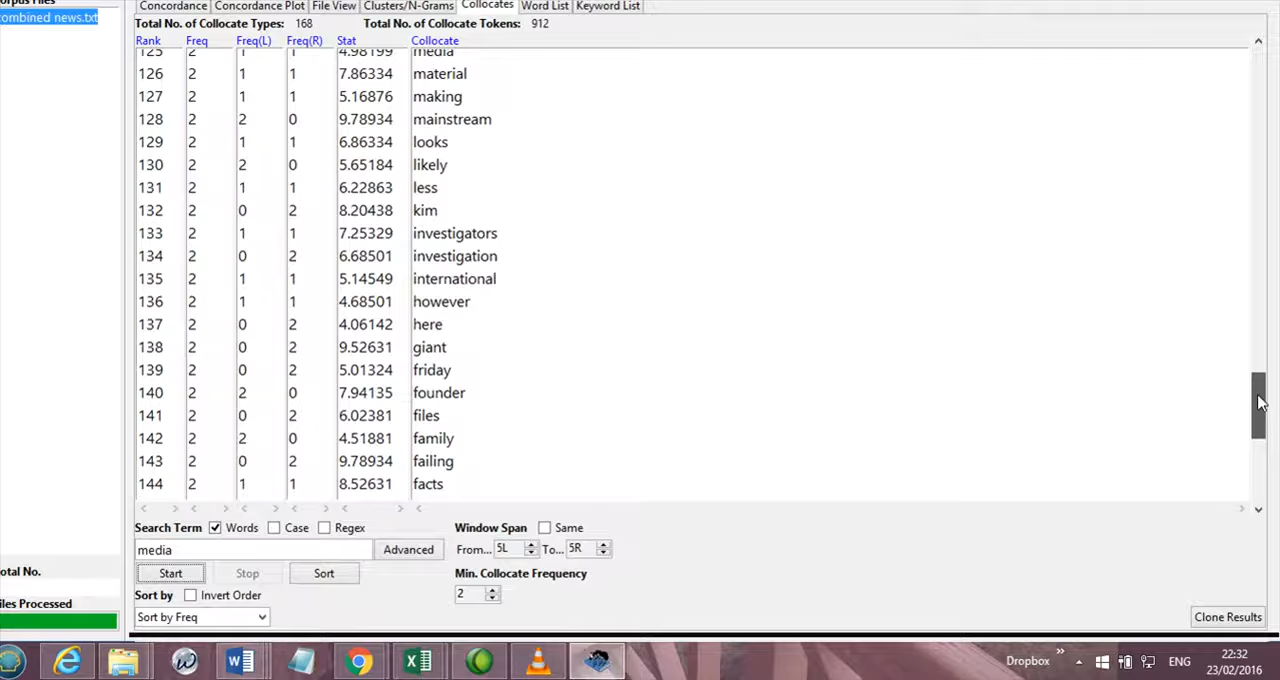 Corpus Files
combined news.txt
Concordance Concordance Plot File View Clusters/N-Grams Collocates Word List Keyword List
Total No. of Collocate Types: 168 Total No. of Collocate Tokens: 912
Rank Freq Freq(L) Freq(R) Stat Collocate
125 2 1 1 4.98199 media
126 2 1 1 7.86334 material
127 2 1 1 5.16876 making
128 2 2 0 9.78934 mainstream
129 2 1 1 6.86334 looks
130 2 2 0 5.65184 likely
131 2 1 1 6.22863 less
132 2 0 2 8.20438 kim
133 2 1 1 7.25329 investigators
134 2 0 2 6.68501 investigation
135 2 1 1 5.14549 international
136 2 1 1 4.68501 however
137 2 0 2 4.06142 here
138 2 0 2 9.52631 giant
139 2 0 2 5.01324 friday
140 2 2 0 7.94135 founder
141 2 0 2 6.02381 files
142 2 2 0 4.51881 family
143 2 0 2 9.78934 failing
144 2 1 1 8.52631 facts
Search Term Words Case Regex Window Span Same
media Advanced From... 5L To... 5R
Start Stop Sort Min. Collocate Frequency
2
Sort by Invert Order
Sort by Freq Clone Results
otal No.
iles Processed
Dropbox ENG 22:32
23/02/2016